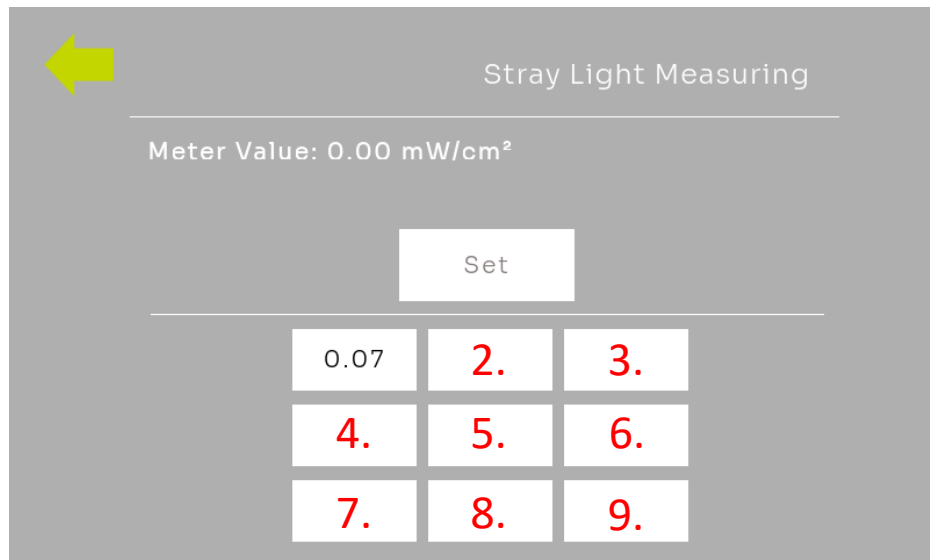 Stray Light Measuring
Meter Value: 0.00 mW/cm²
Set
0.07 2. 3.
4. 5. 6.
7. 8. 9.